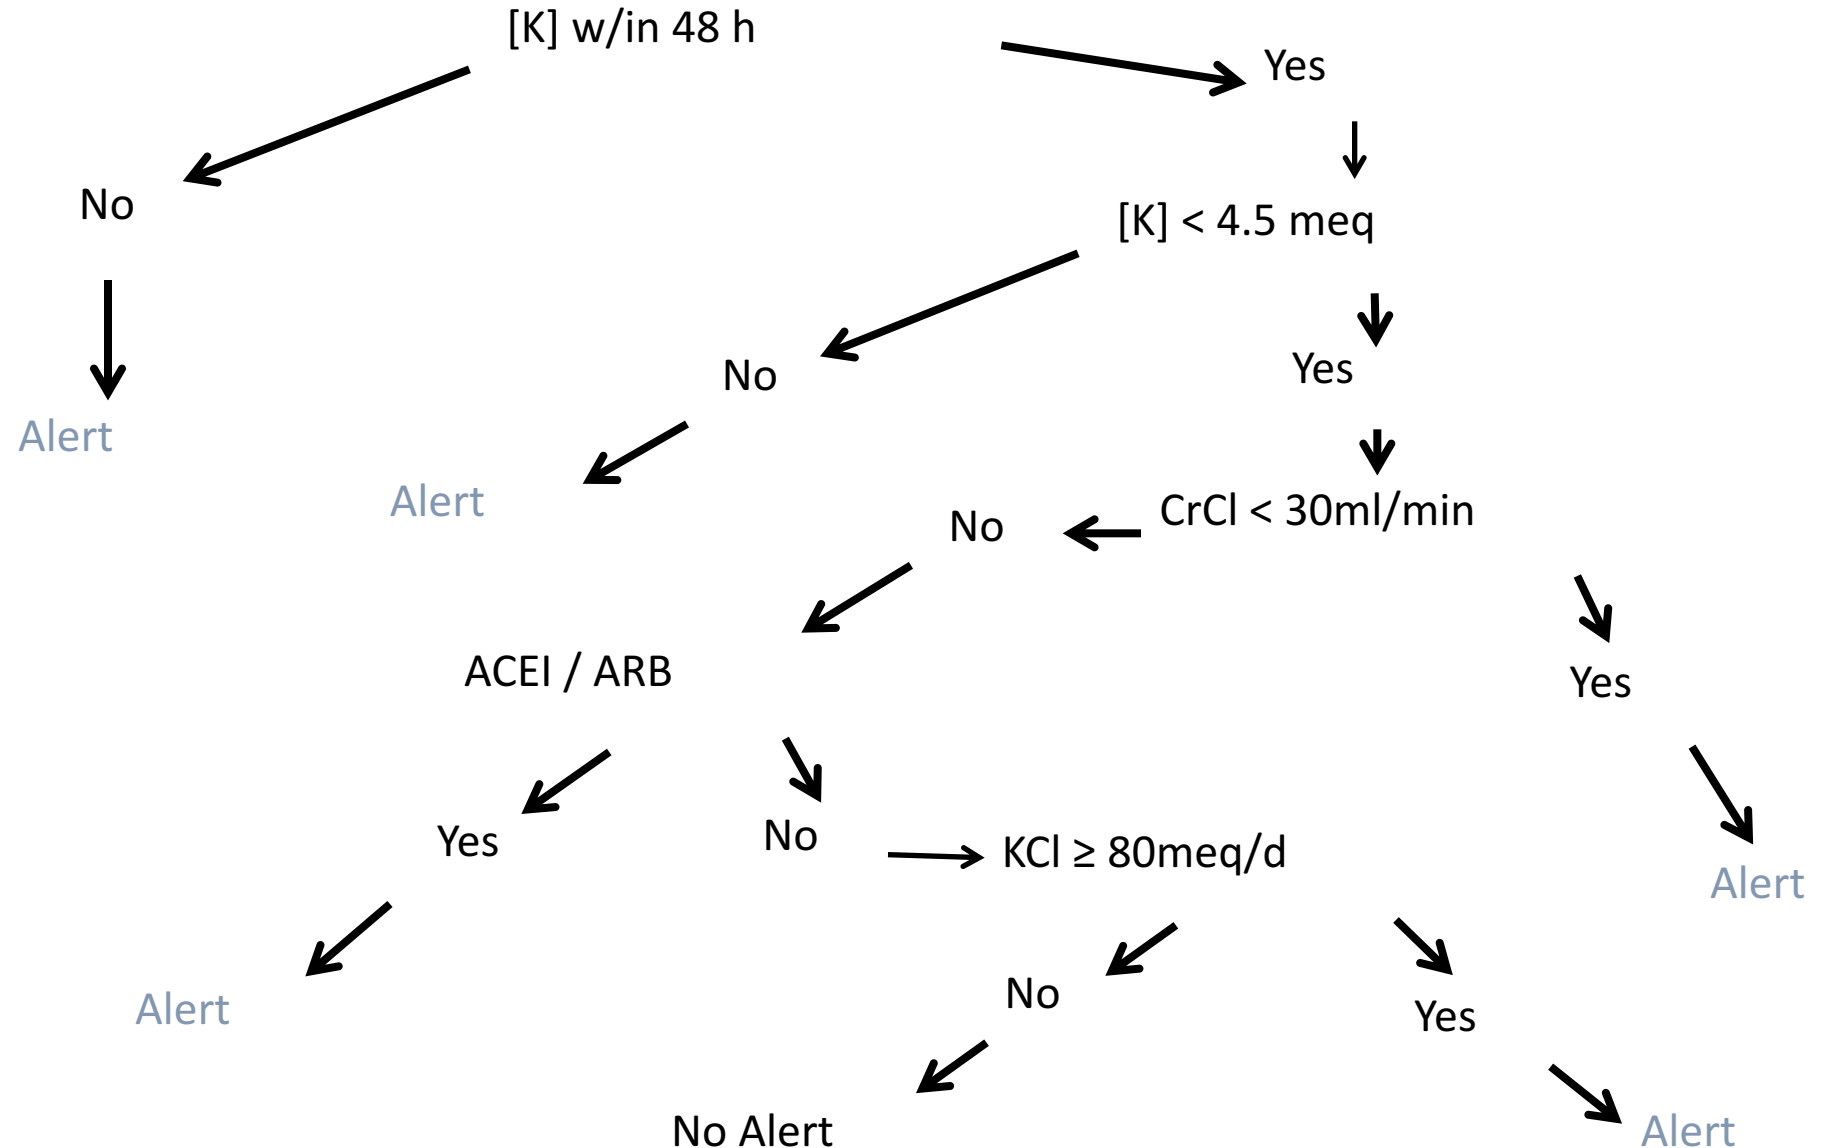 [K] w/in 48 h
Yes
No
[K] < 4.5 meq
No
Yes
Alert
Alert
CrCl < 30ml/min
No
ACEI / ARB
Yes
Yes
No
KCl ≥ 80meq/d
Alert
Alert
No
Yes
No Alert
Alert